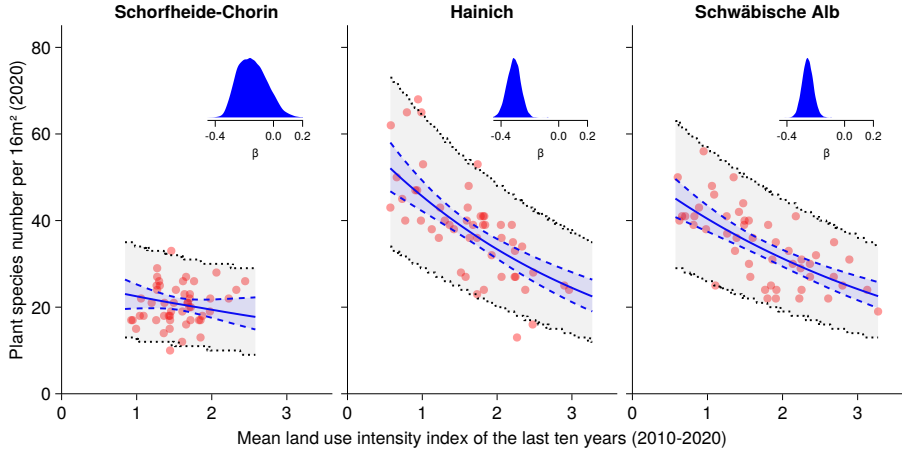 Schorfheide-Chorin Hainich Schwäbische Alb
Plant species number per 16m² (2020)
80
60
40
20
0
-0.4 0.0 0.2 -0.4 0.0 0.2 -0.4 0.0 0.2
β β β
0 1 2 3 0 1 2 3 0 1 2 3
Mean land use intensity index of the last ten years (2010-2020)